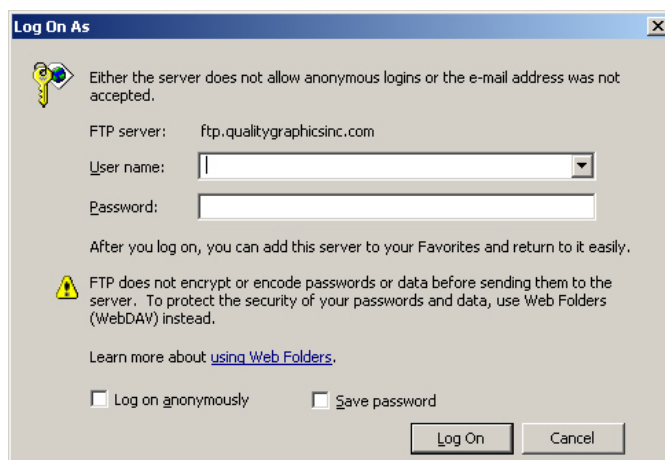 Log On As
Either the server does not allow anonymous logins or the e-mail address was not
accepted.
FTP server: ftp.qualitygraphicsinc.com
User name:
Password:
After you log on, you can add this server to your Favorites and return to it easily.
FTP does not encrypt or encode passwords or data before sending them to the
server. To protect the security of your passwords and data, use Web Folders
(WebDAV) instead.
Learn more about using Web Folders.
Log on anonymously Save password
Log On Cancel